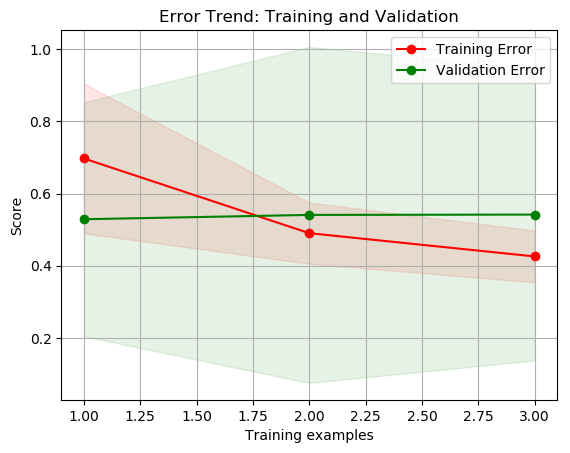 Error Trend: Training and Validation
Training Error
Validation Error
Score
1.0
0.8
0.6
0.4
0.2
1.00 1.25 1.50 1.75 2.00 2.25 2.50 2.75 3.00
Training examples